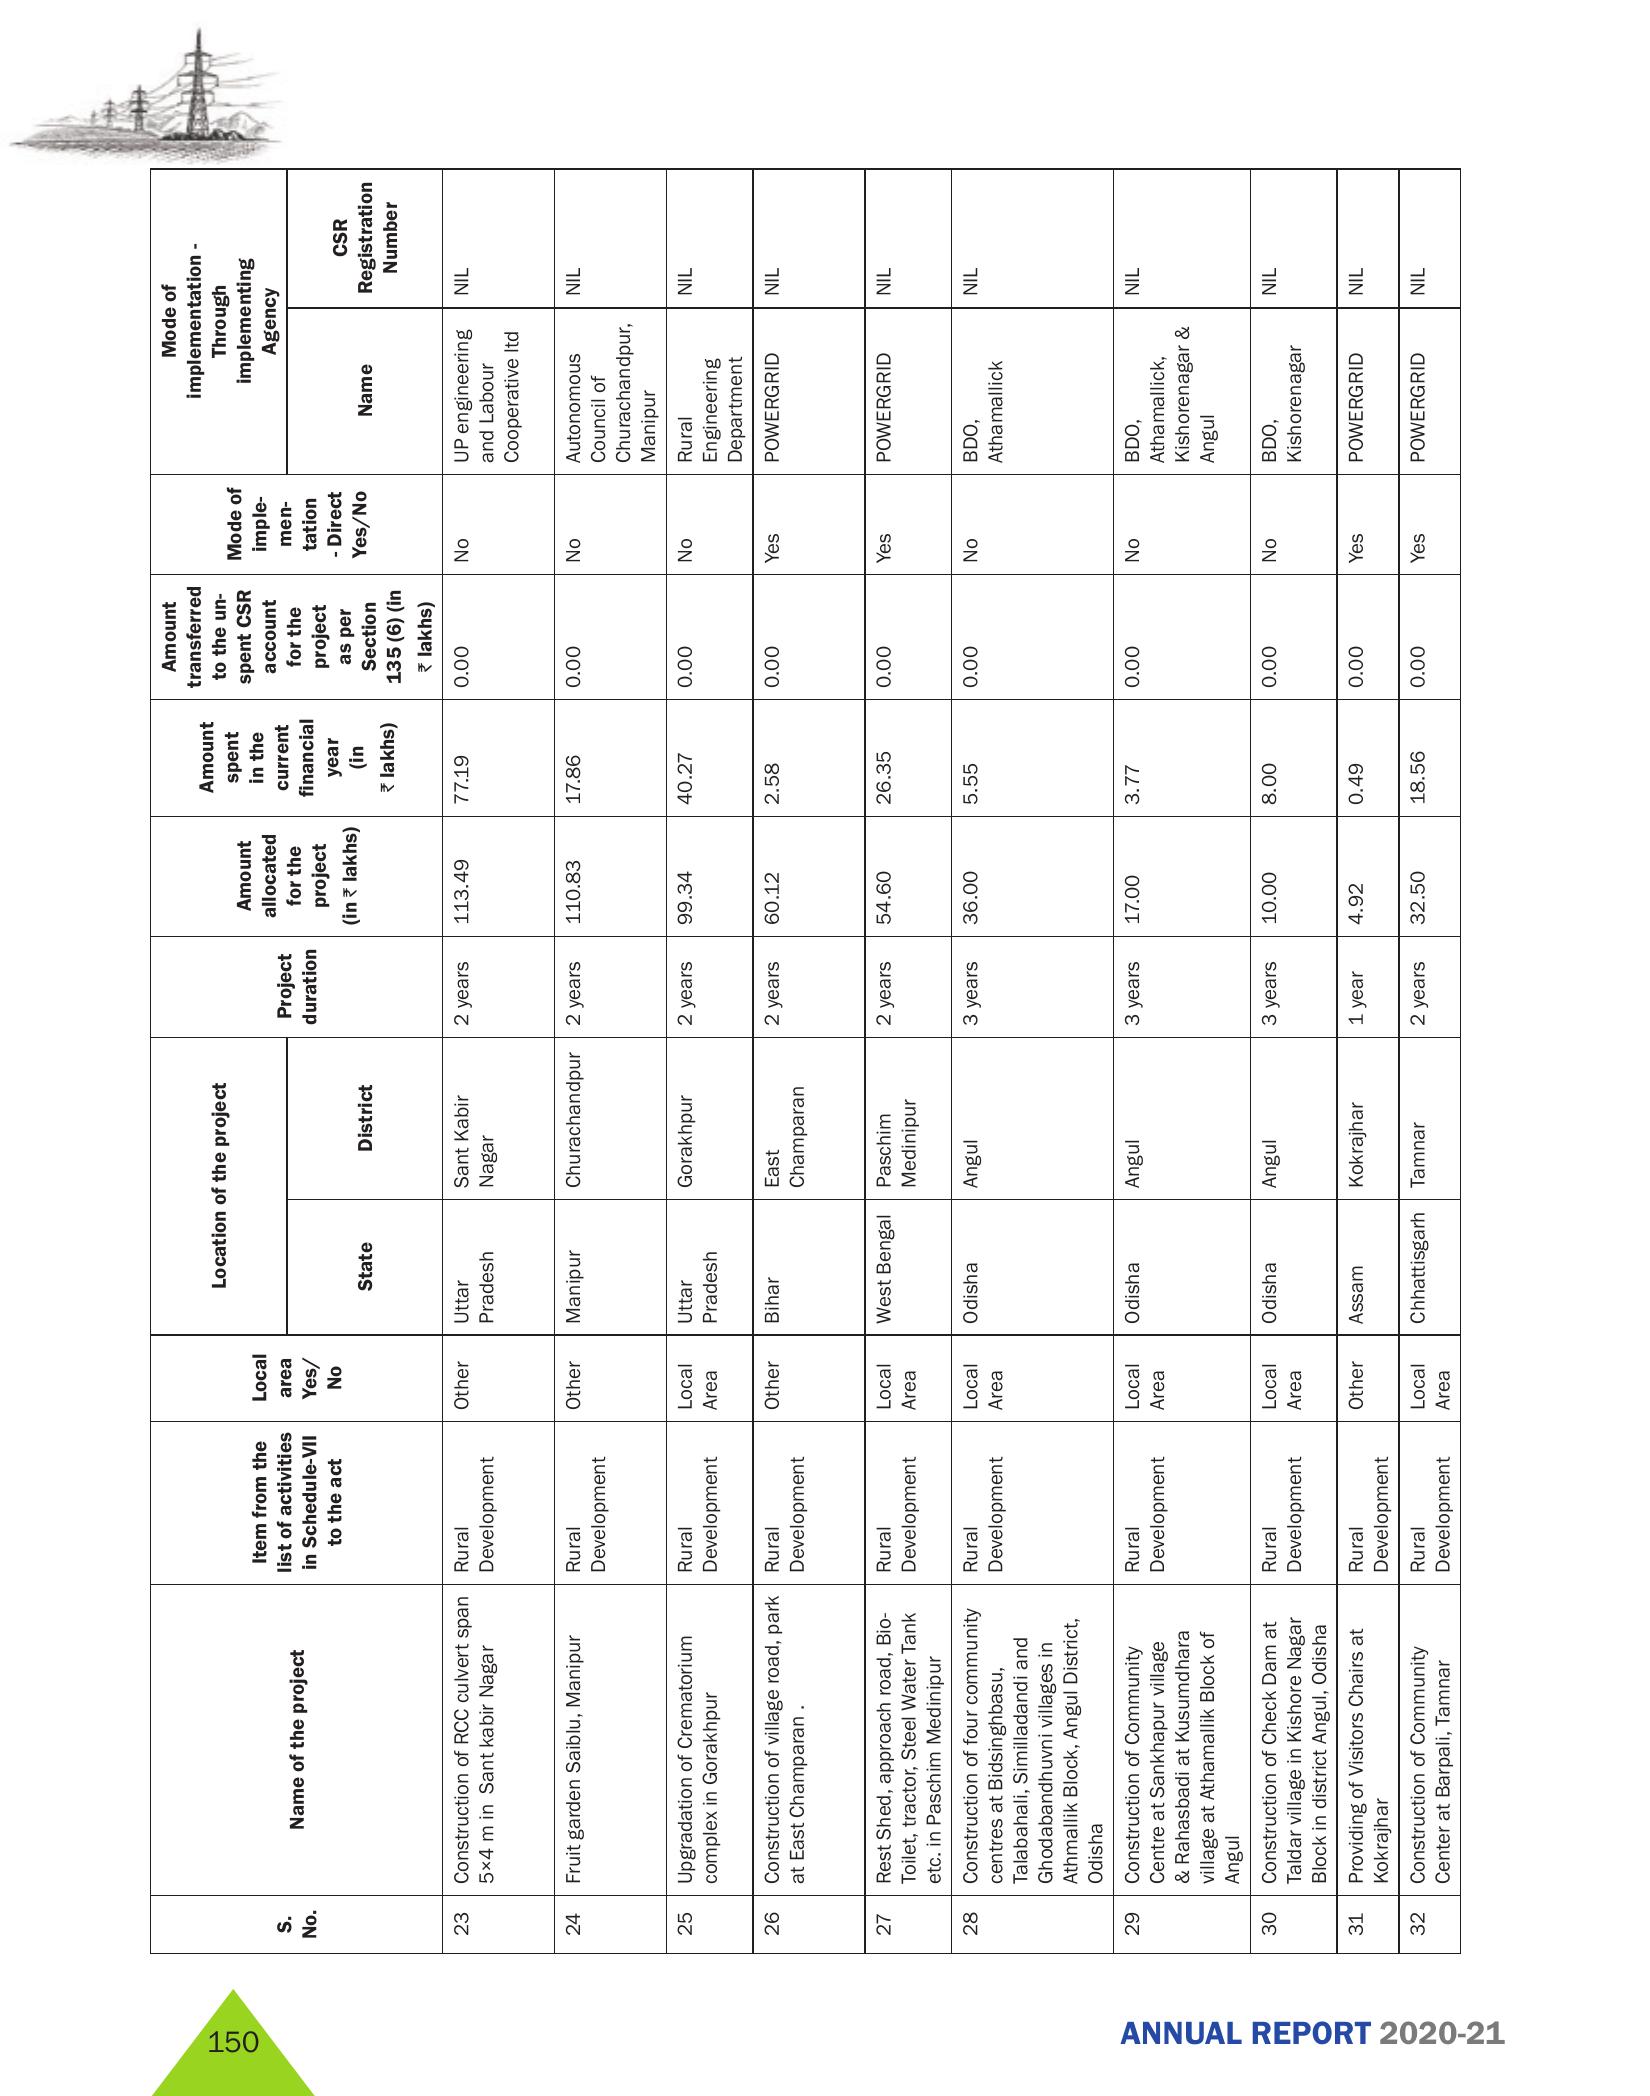 S.
No.
Name of the project
Item from the
list of activities
in Schedule-VII
to the act
Local
area
Yes/
No
Location of the project
State
District
Project
duration
Amount
allocated
for the
project
(in ₹ lakhs)
Amount
spent
in the
current
financial
year
(in
₹ lakhs)
Amount
transferred
to the un-
spent CSR
account
for the
project
as per
Section
135 (6) (in
₹ lakhs)
Mode of
imple-
men-
tation
- Direct
Yes/No
Mode of
implementation -
Through
implementing
Agency
Name
CSR
Registration
Number
23
Construction of RCC culvert span
5×4 m in Sant kabir Nagar
Rural
Development
Other
Uttar
Pradesh
Sant Kabir
Nagar
2 years
113.49
77.19
0.00
No
UP engineering
and Labour
Cooperative ltd
NIL
24
Fruit garden Saiblu, Manipur
Rural
Development
Other
Manipur
Churachandpur
2 years
110.83
17.86
0.00
No
Autonomous
Council of
Churachandpur,
Manipur
NIL
25
Upgradation of Crematorium
complex in Gorakhpur
Rural
Development
Local
Area
Uttar
Pradesh
Gorakhpur
2 years
99.34
40.27
0.00
No
Rural
Engineering
Department
NIL
26
Construction of village road, park
at East Champaran .
Rural
Development
Other
Bihar
East
Champaran
2 years
60.12
2.58
0.00
Yes
POWERGRID
NIL
27
Rest Shed, approach road, Bio-
Toilet, tractor, Steel Water Tank
etc. in Paschim Medinipur
Rural
Development
Local
Area
West Bengal
Paschim
Medinipur
2 years
54.60
26.35
0.00
Yes
POWERGRID
NIL
28
Construction of four community
centres at Bidsinghbasu,
Talabahali, Similladandi and
Ghodabandhuvni villages in
Athmallik Block, Angul District,
Odisha
Rural
Development
Local
Area
Odisha
Angul
3 years
36.00
5.55
0.00
No
BDO,
Athamallick
NIL
29
Construction of Community
Centre at Sankhapur village
& Rahasbadi at Kusumdhara
village at Athamallik Block of
Angul
Rural
Development
Local
Area
Odisha
Angul
3 years
17.00
3.77
0.00
No
BDO,
Athamallick,
Kishorenagar &
Angul
NIL
30
Construction of Check Dam at
Taldar village in Kishore Nagar
Block in district Angul, Odisha
Rural
Development
Local
Area
Odisha
Angul
3 years
10.00
8.00
0.00
No
BDO,
Kishorenagar
NIL
31
Providing of Visitors Chairs at
Kokrajhar
Rural
Development
Other
Assam
Kokrajhar
1 year
4.92
0.49
0.00
Yes
POWERGRID
NIL
32
Construction of Community
Center at Barpali, Tamnar
Rural
Development
Local
Area
Chhattisgarh
Tamnar
2 years
32.50
18.56
0.00
Yes
POWERGRID
NIL
150
ANNUAL REPORT 2020-21